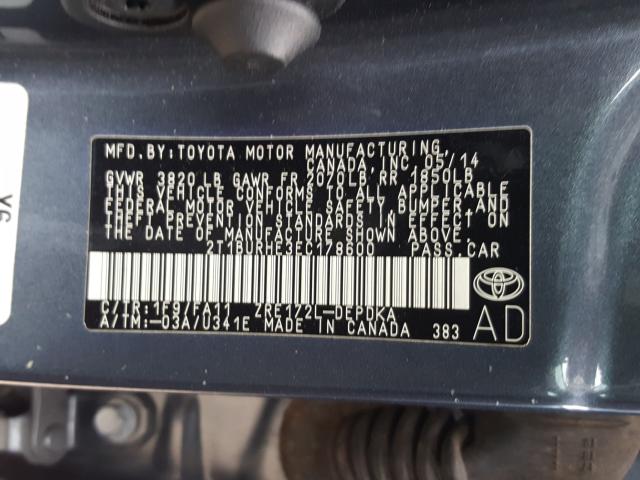 MFD.BY:TOYOTA MOTOR MANUFACTURING,
CANADA, INC. 05/14
GVWR 3820 LB GAWR FR 2070LB RR 1850LB
THIS VEHICLE CONFORMS TO ALL APPLICABLE
FEDERAL MOTOR VEHICLE SAFETY, BUMPER, AND
THEFT PREVENTION STANDARDS IN EFFECT ON
THE DATE OF MANUFACTURE SHOWN ABOVE.
2T1BURHE3EC178600 PASS.CAR
C/TR:1F9/FA11 ZRE172L-DEPDKA
A/TM:-03A/U341E MADE IN CANADA 383
AD